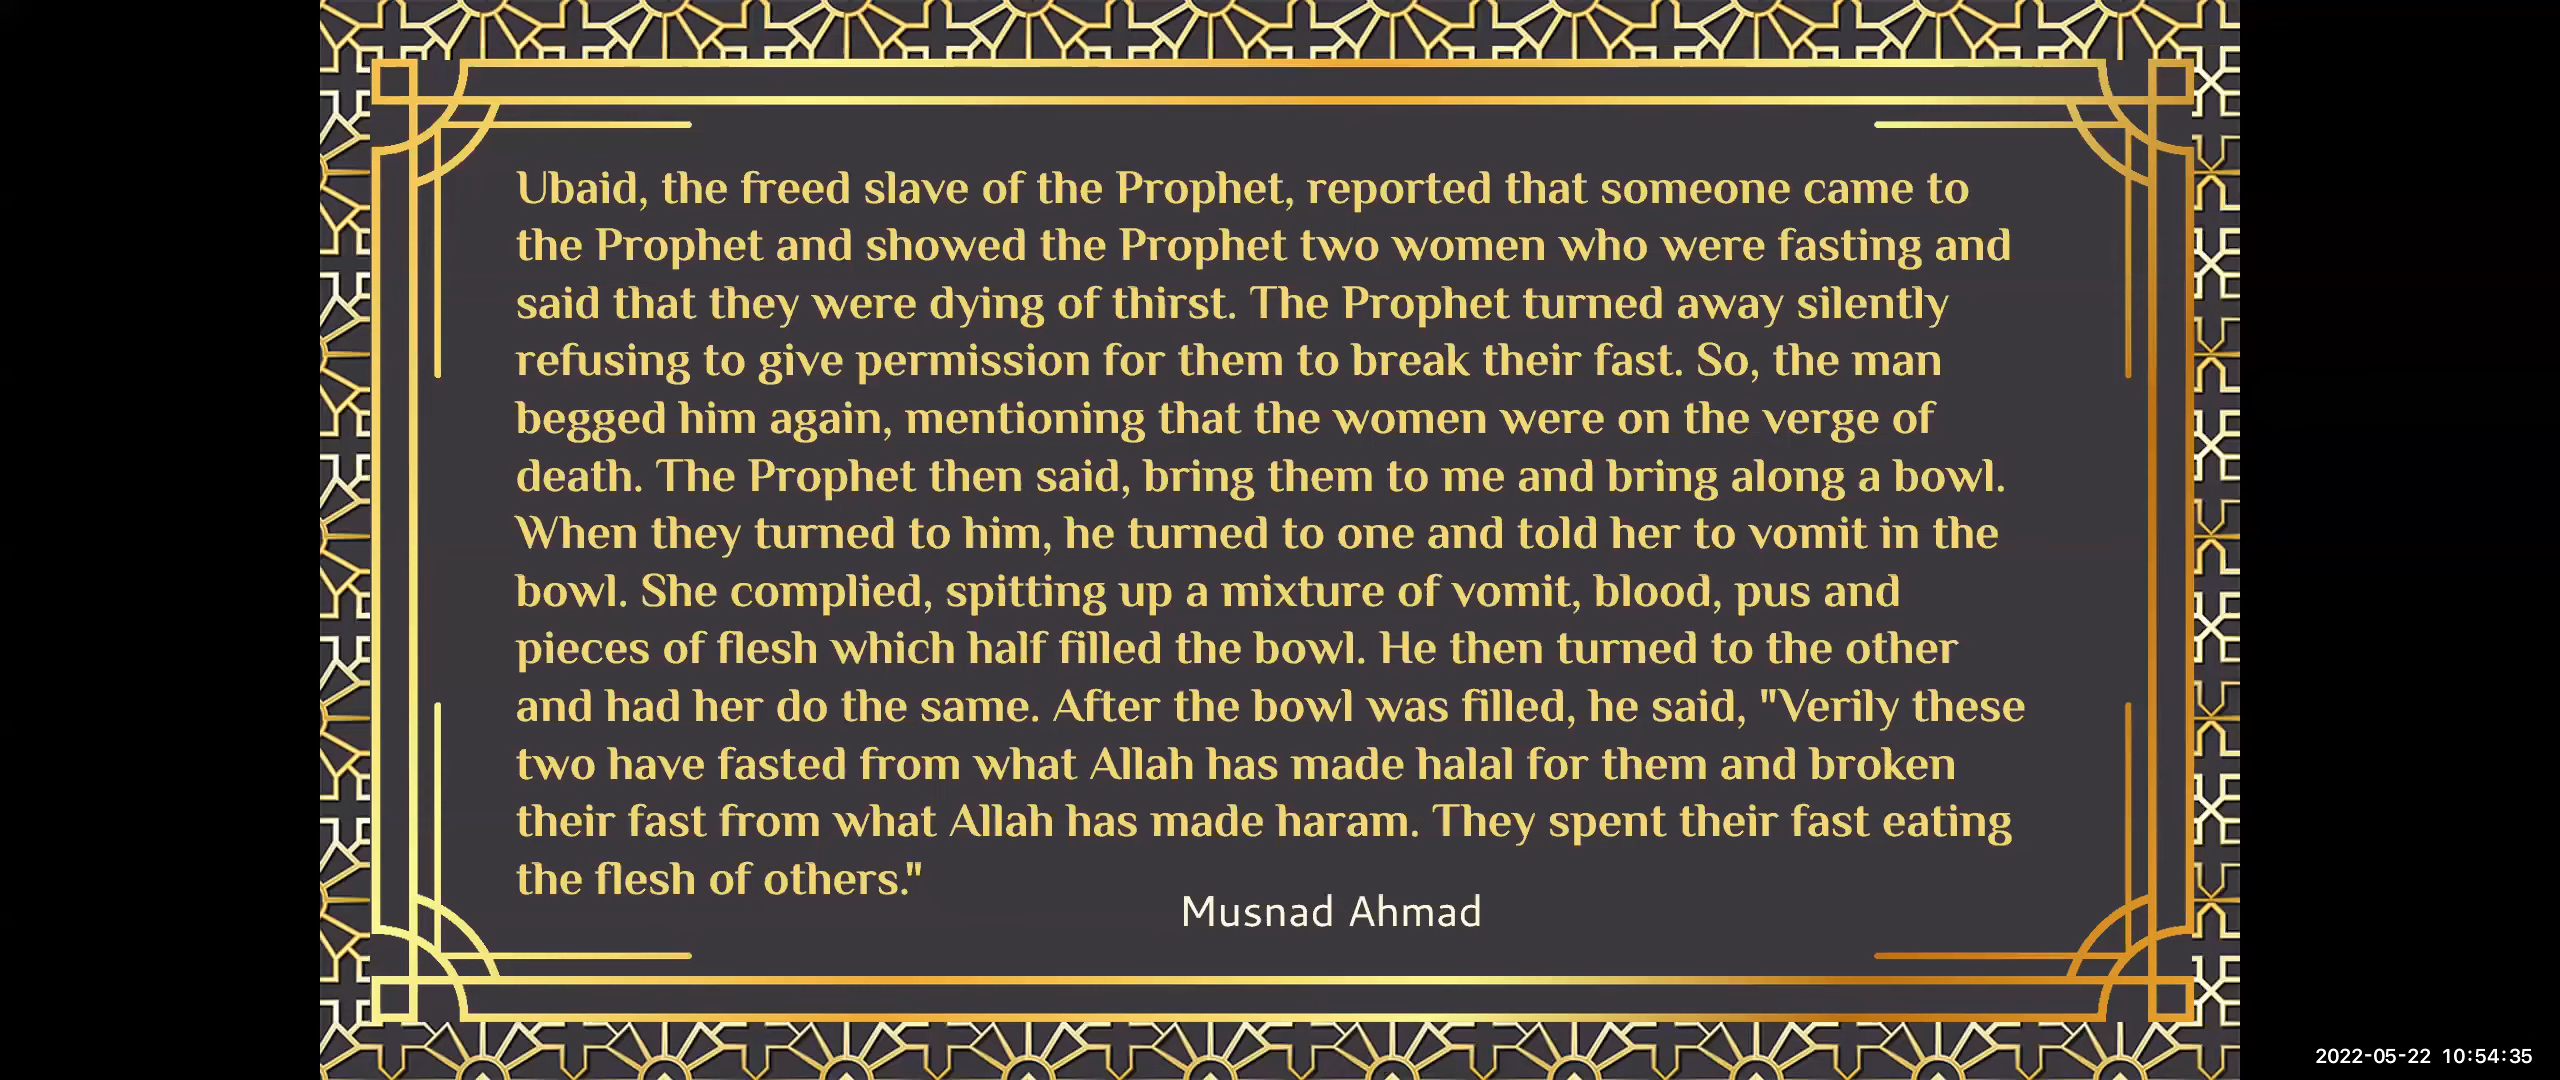 Ubaid, the freed slave of the Prophet, reported that someone came to
the Prophet and showed the Prophet two women who were fasting and
said that they were dying of thirst. The Prophet turned away silently
refusing to give permission for them to break their fast. So, the man
begged him again, mentioning that the women were on the verge of
death. The Prophet then said, bring them to me and bring along a bowl.
When they turned to him, he turned to one and told her to vomit in the
bowl. She complied, spitting up a mixture of vomit, blood, pus and
pieces of flesh which half filled the bowl. He then turned to the other
and had her do the same. After the bowl was filled, he said, "Verily these
two have fasted from what Allah has made halal for them and broken
their fast from what Allah has made haram. They spent their fast eating
the flesh of others."
Musnad Ahmad
2022-05-22 10:54:35